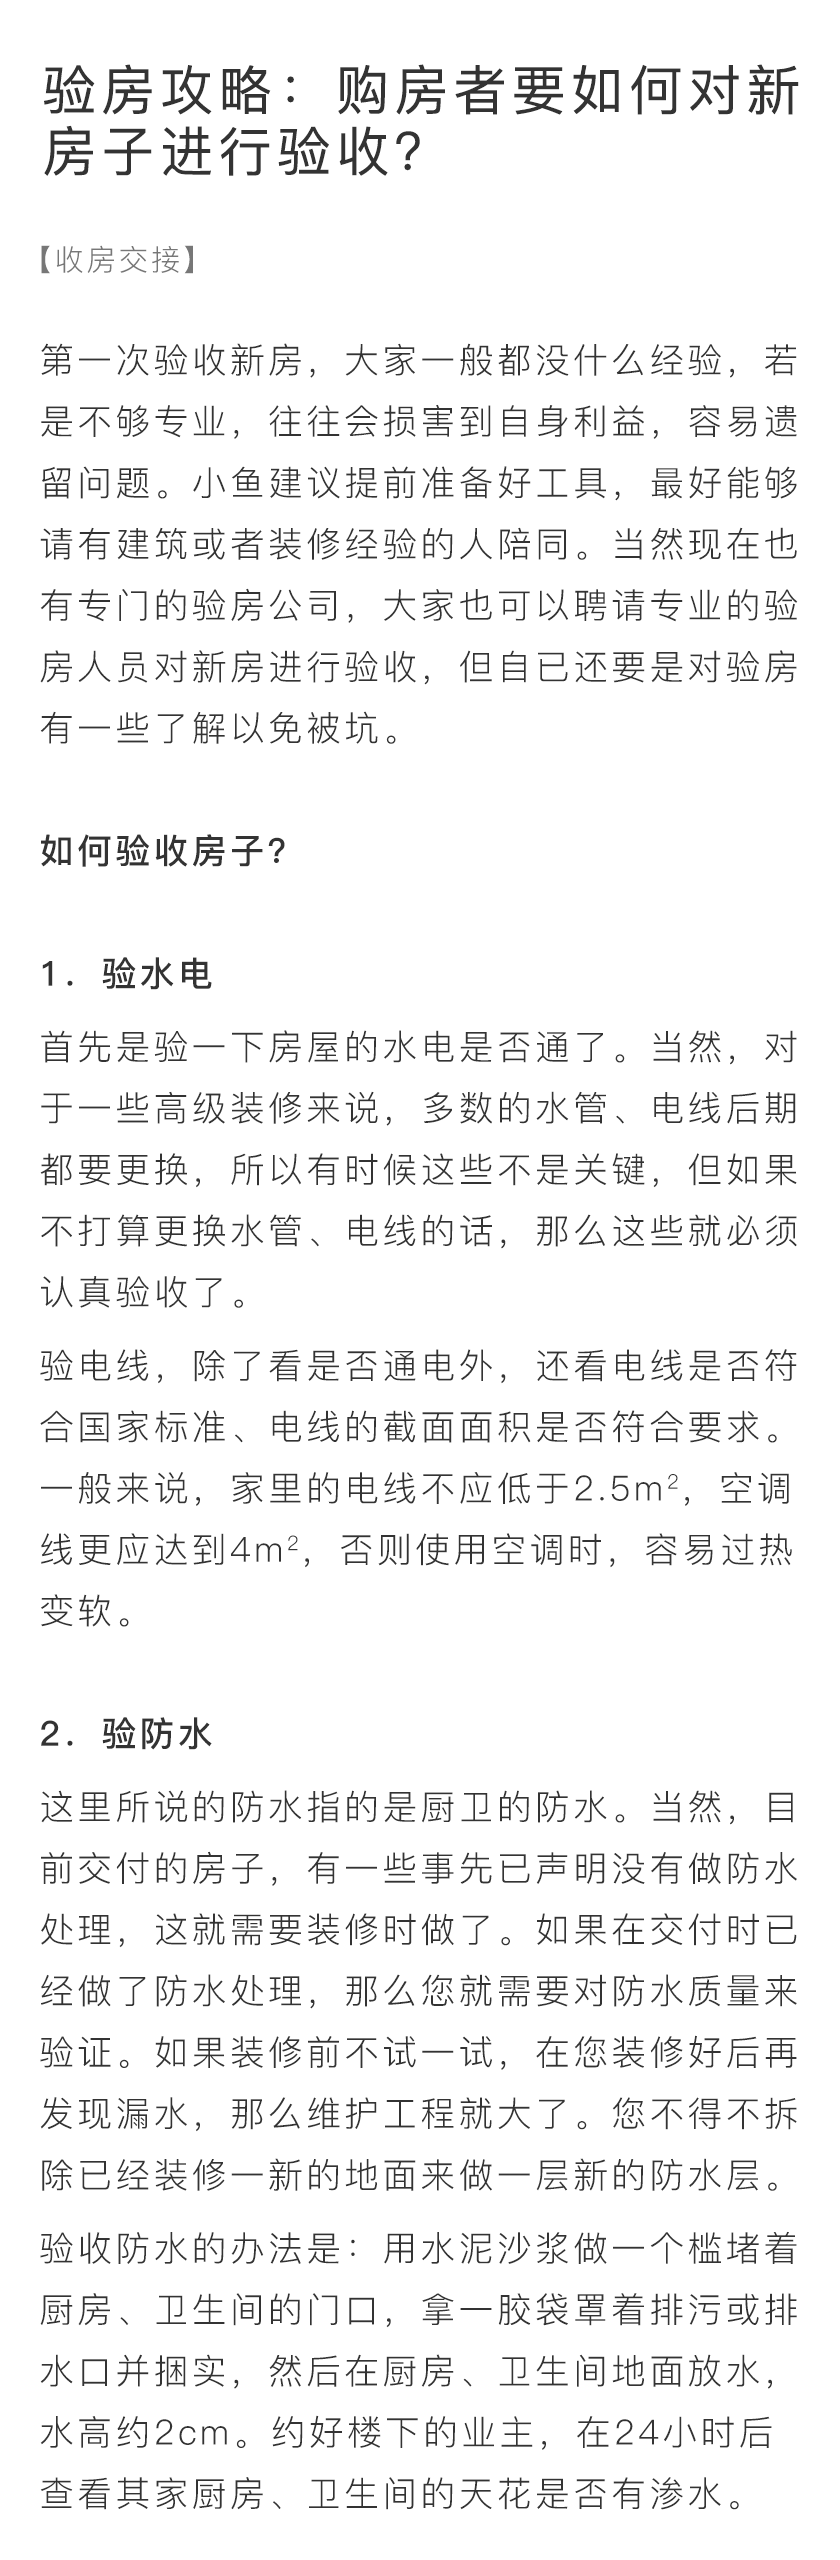 验房攻略：购房者要如何对新
房子进行验收?
【收房交接】
第一次验收新房，大家一般都没什么经验，若
是不够专业，往往会损害到自身利益，容易遗
留问题。小鱼建议提前准备好工具，最好能够
请有建筑或者装修经验的人陪同。当然现在也
有专门的验房公司，大家也可以聘请专业的验
房人员对新房进行验收，但自已还要是对验房
有一些了解以免被坑。
如何验收房子?
1．验水电
首先是验一下房屋的水电是否通了。当然，对
于一些高级装修来说，多数的水管、电线后期
都要更换，所以有时候这些不是关键，但如果
不打算更换水管、电线的话，那么这些就必须
认真验收了。
验电线，除了看是否通电外，还看电线是否符
合国家标准、电线的截面面积是否符合要求。
一般来说，家里的电线不应低于2.5m²，空调
线更应达到4m²，否则使用空调时，容易过热
变软。
2．验防水
这里所说的防水指的是厨卫的防水。当然，目
前交付的房子，有一些事先已声明没有做防水
处理，这就需要装修时做了。如果在交付时已
经做了防水处理，那么您就需要对防水质量来
验证。如果装修前不试一试，在您装修好后再
发现漏水，那么维护工程就大了。您不得不拆
除已经装修一新的地面来做一层新的防水层。
验收防水的办法是：用水泥沙浆做一个槛堵着
厨房、卫生间的门口，拿一胶袋罩着排污或排
水口并捆实，然后在厨房、卫生间地面放水，
水高约2cm。约好楼下的业主，在24小时后
查看其家厨房、卫生间的天花是否有渗水。